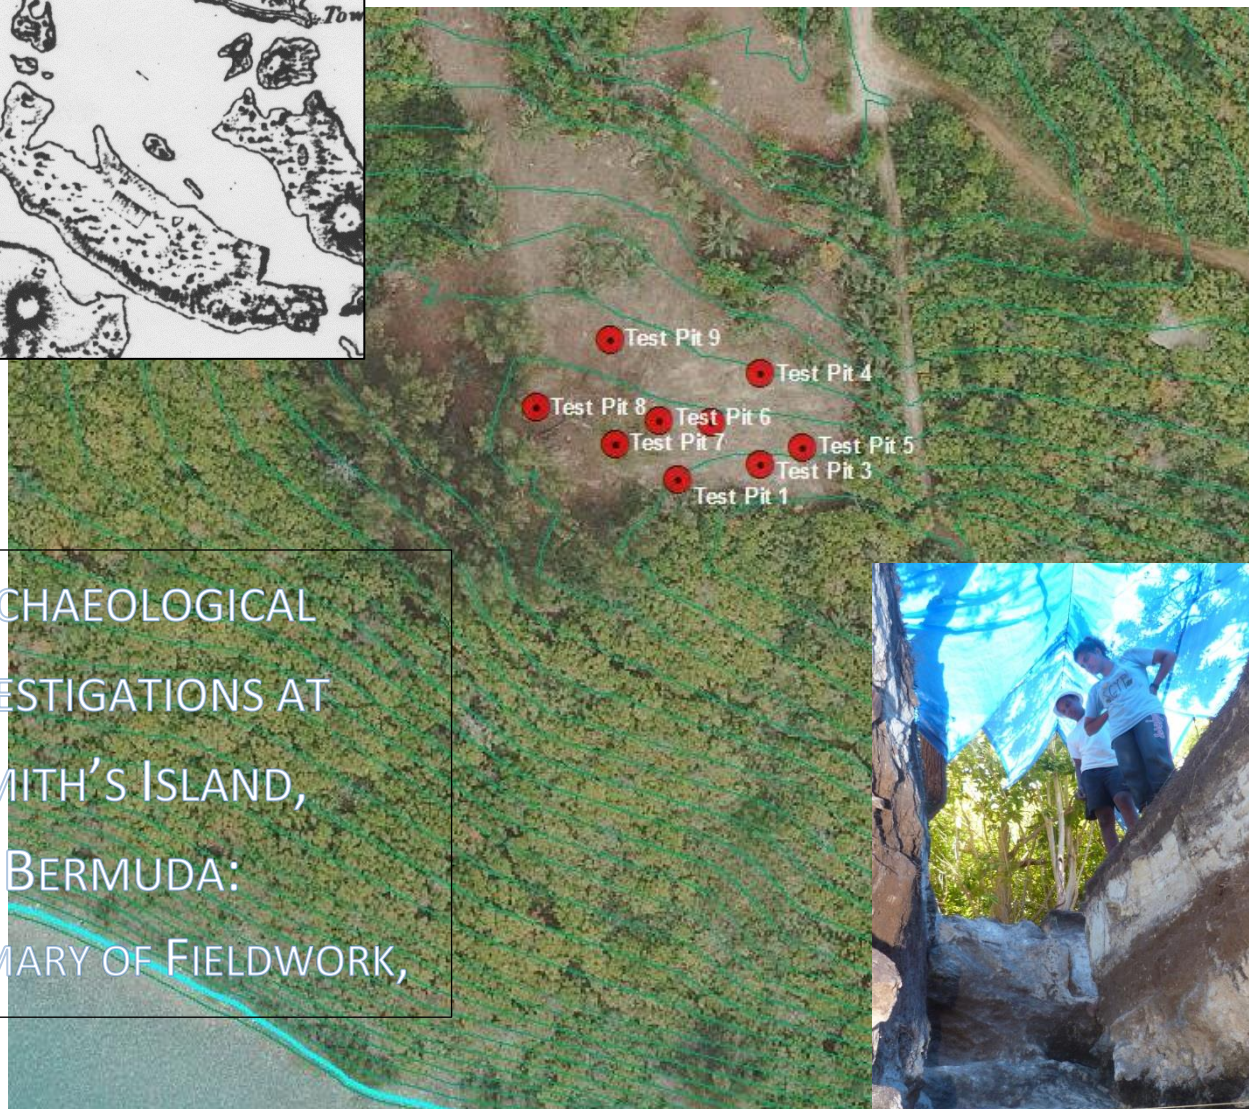 Tow
Test Pit 9
Test Pit 4
Test Pit 8
Test Pit 6
Test Pit 7
Test Pit 5
Test Pit 3
Test Pit 1
CHAEOLOGICAL
ESTIGATIONS AT
MITH'S ISLAND,
BERMUDA:
MARY OF FIELDWORK,